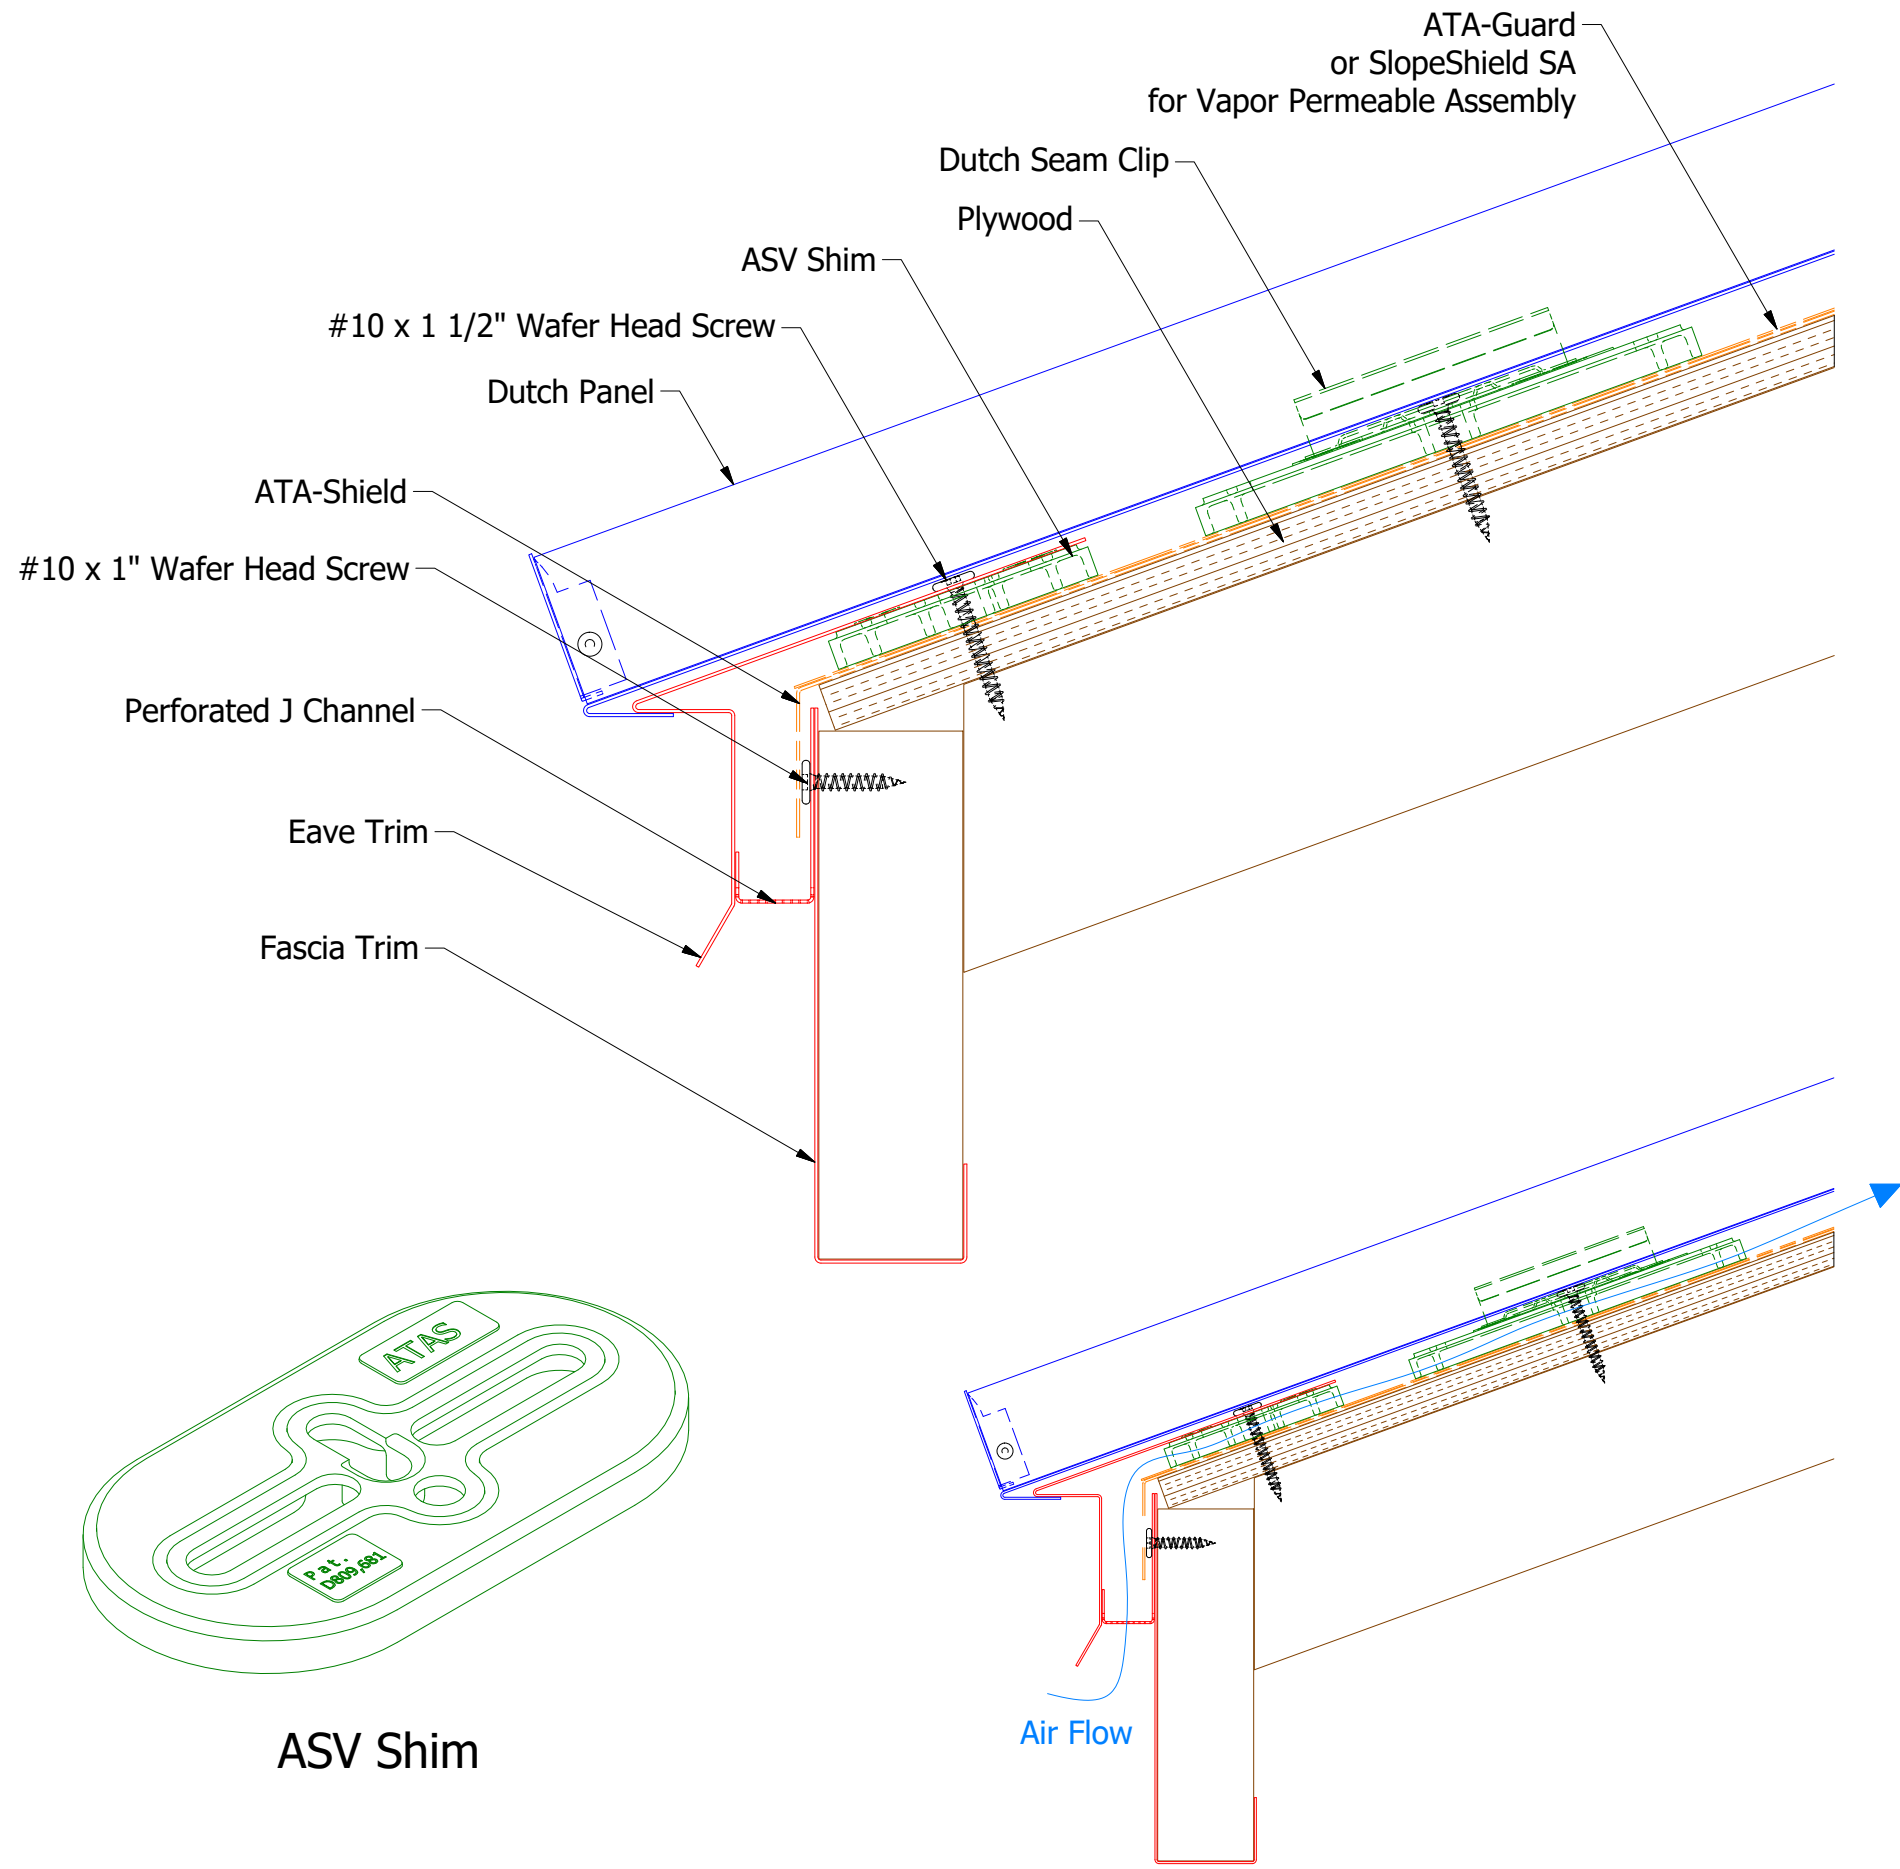 ATA-Guard
or SlopeShield SA
for Vapor Permeable Assembly
Dutch Seam Clip
Plywood
ASV Shim
#10 x 1 1/2" Wafer Head Screw
Dutch Panel
ATA-Shield
#10 x 1" Wafer Head Screw
Perforated J Channel
Eave Trim
Fascia Trim
ATAS
Pat.
D809,681
ASV Shim
Air Flow